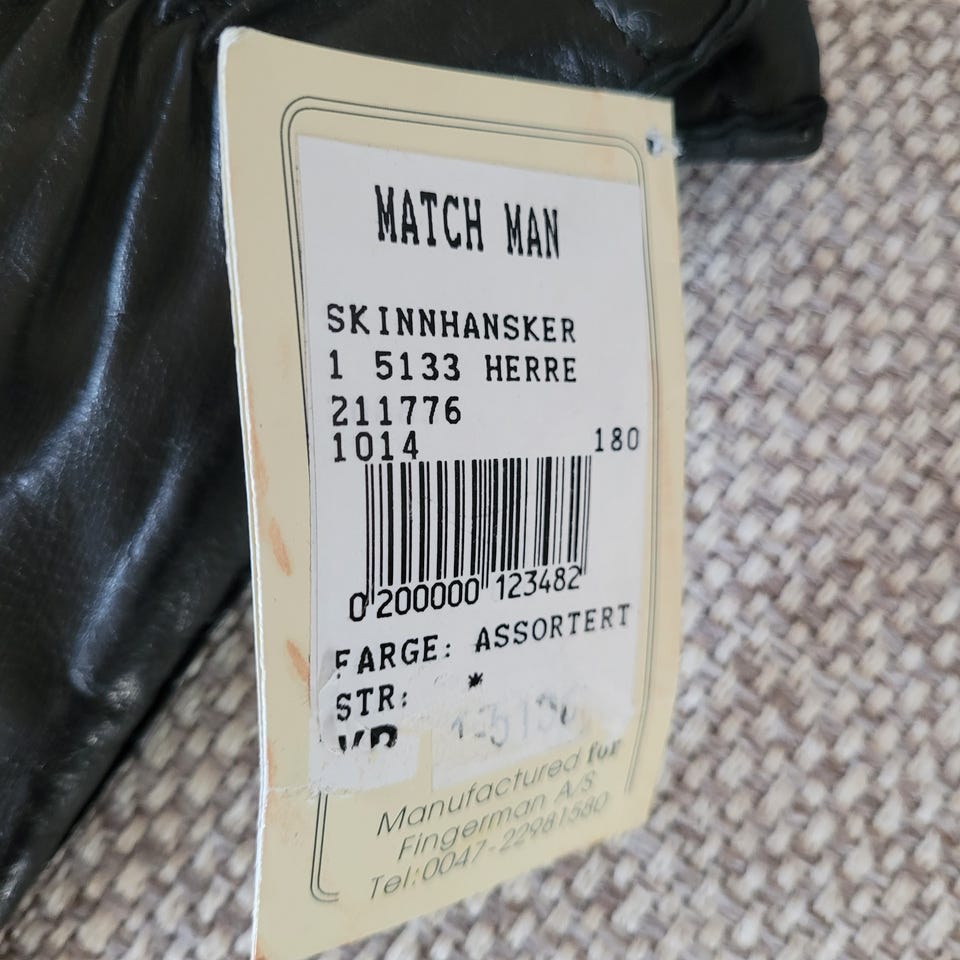 MATCH MAN
SKINNHANSKER
1 5133 HERRE
211776
1014 180
0 200000 123482
FARGE: ASSORTERT
STR: *
Manufactured for
Fingerman A/S
Tel:0047-22981580